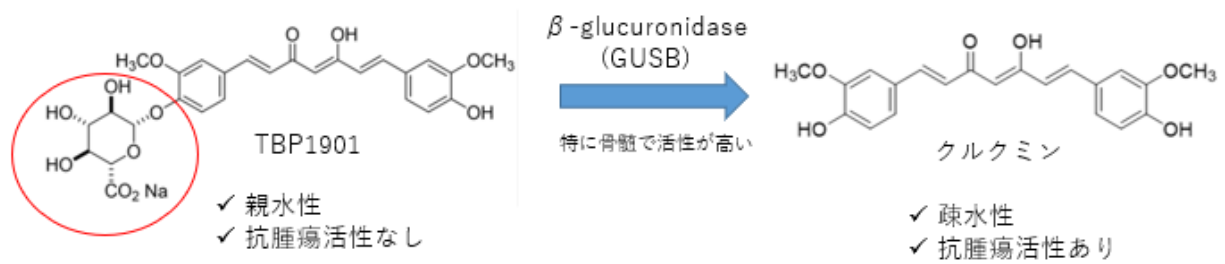 O OH
H₃CO OCH₃
OH
HO O OH
HO O
HO
CO₂ Na
TBP1901
✓ 親水性
✓ 抗腫瘍活性なし
β-glucuronidase
(GUSB)
特に骨髄で活性が高い
O OH
H₃CO OCH₃
HO OH
クルクミン
✓ 疎水性
✓ 抗腫瘍活性あり